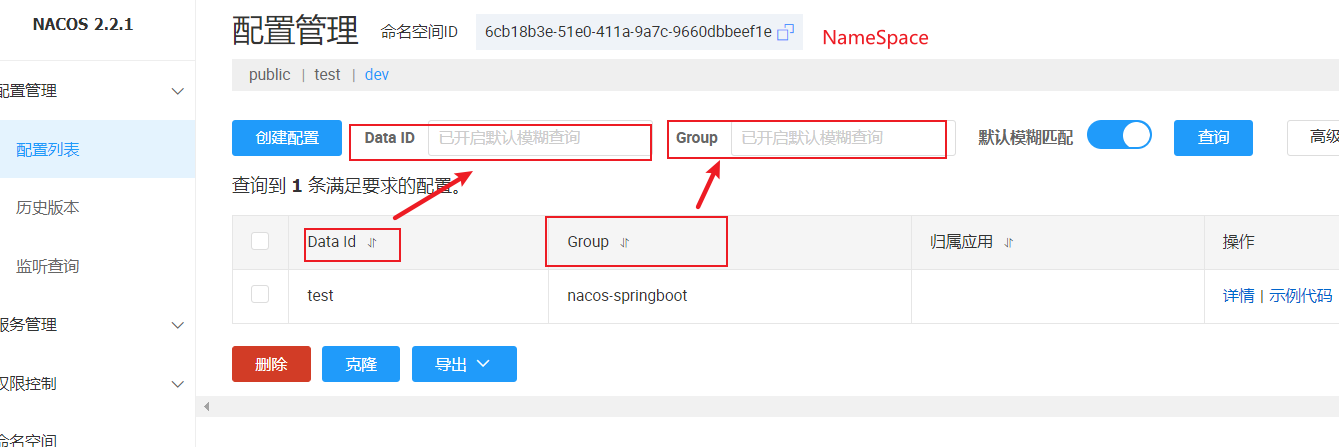 NACOS 2.2.1
配置管理
配置列表
历史版本
监听查询
服务管理
权限控制
命名空间
配置管理 命名空间ID 6cb18b3e-51e0-411a-9a7c-9660dbbeef1e NameSpace
public | test | dev
创建配置 Data ID 已开启默认模糊查询 Group 已开启默认模糊查询 默认模糊匹配 查询 高级
查询到 1 条满足要求的配置。
Data Id Group 归属应用 操作
test nacos-springboot 详情 | 示例代码
删除 克隆 导出